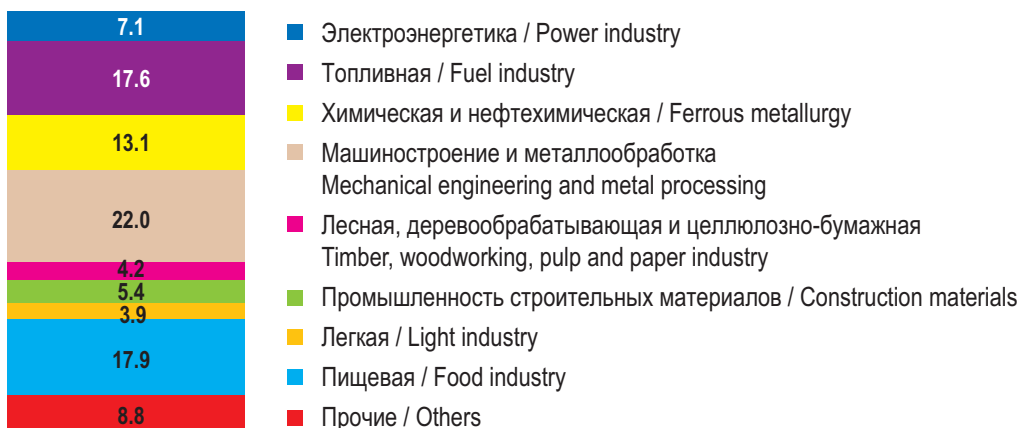 7.1
17.6
13.1
22.0
4.2
5.4
3.9
17.9
8.8
Электроэнергетика / Power industry
Топливная / Fuel industry
Химическая и нефтехимическая / Ferrous metallurgy
Машиностроение и металлообработка
Mechanical engineering and metal processing
Лесная, деревообрабатывающая и целлюлозно-бумажная
Timber, woodworking, pulp and paper industry
Промышленность строительных материалов / Construction materials
Легкая / Light industry
Пищевая / Food industry
Прочие / Others